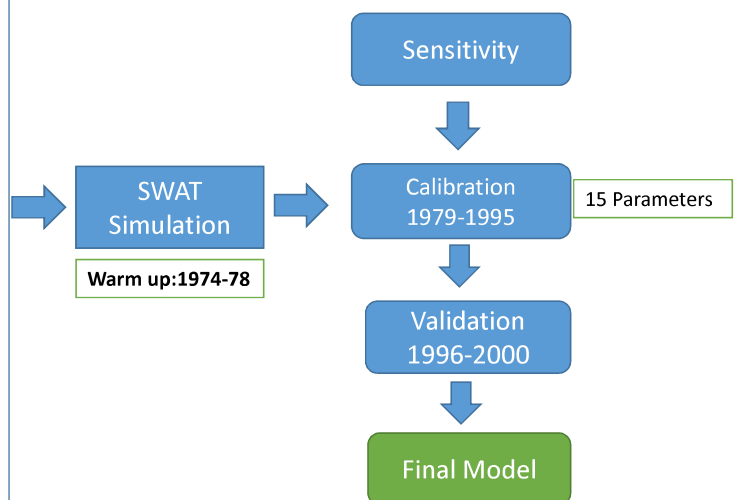 Sensitivity
SWAT
Simulation
Warm up:1974-78
Calibration
1979-1995
15 Parameters
Validation
1996-2000
Final Model